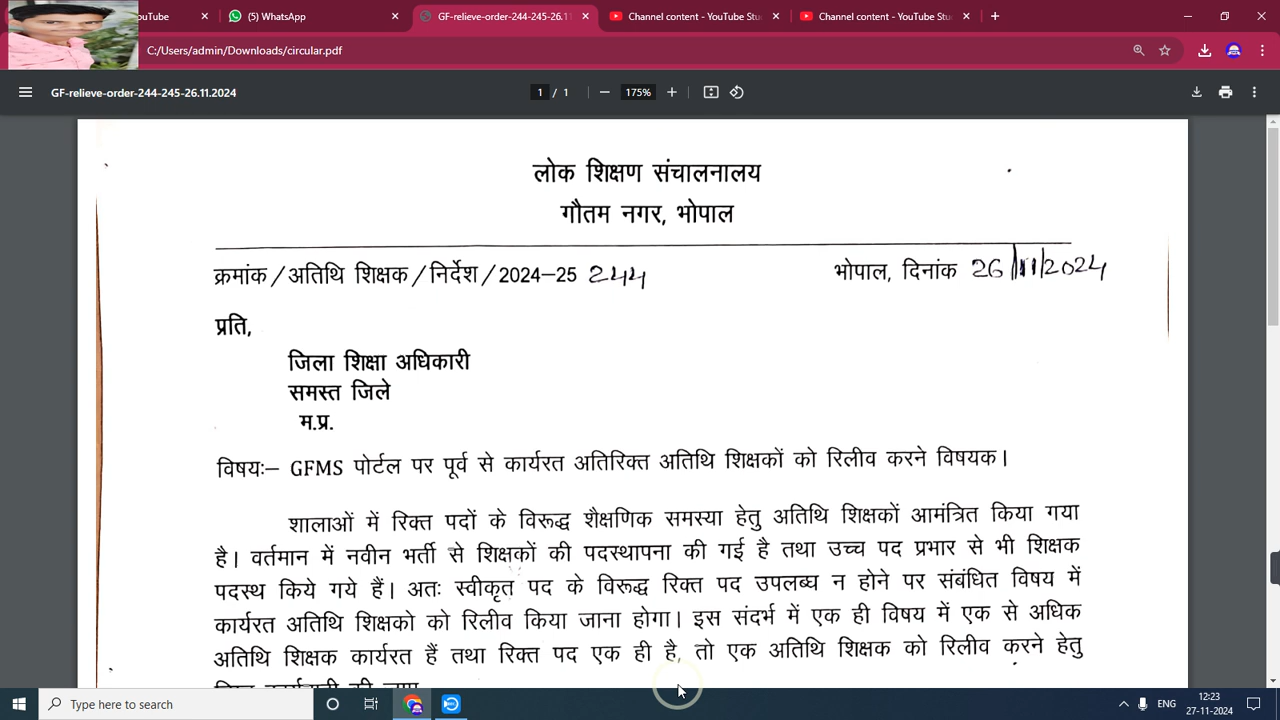 ouTube
(5) WhatsApp
GF-relieve-order-244-245-26.11
Channel content - YouTube Stu
Channel content - YouTube Stud
C:/Users/admin/Downloads/circular.pdf
GF-relieve-order-244-245-26.11.2024
1 / 1
175%
लोक शिक्षण संचालनालय
गौतम नगर, भोपाल
क्रमांक/अतिथि शिक्षक/निर्देश/2024–25 244
भोपाल, दिनांक 26/11/2024
प्रति,
जिला शिक्षा अधिकारी
समस्त जिले
म.प्र.
विषयः– GFMS पोर्टल पर पूर्व से कार्यरत अतिरिक्त अतिथि शिक्षकों को रिलीव करने विषयक।
शालाओं में रिक्त पदों के विरूद्ध शैक्षणिक समस्या हेतु अतिथि शिक्षकों आमंत्रित किया गया
है। वर्तमान में नवीन भर्ती से शिक्षकों की पदस्थापना की गई है तथा उच्च पद प्रभार से भी शिक्षक
पदस्थ किये गये हैं। अतः स्वीकृत पद के विरूद्ध रिक्त पद उपलब्ध न होने पर संबंधित विषय में
कार्यरत अतिथि शिक्षको को रिलीव किया जाना होगा। इस संदर्भ में एक ही विषय में एक से अधिक
अतिथि शिक्षक कार्यरत हैं तथा रिक्त पद एक ही है, तो एक अतिथि शिक्षक को रिलीव करने हेतु
Type here to search
ENG
12:23
27-11-2024